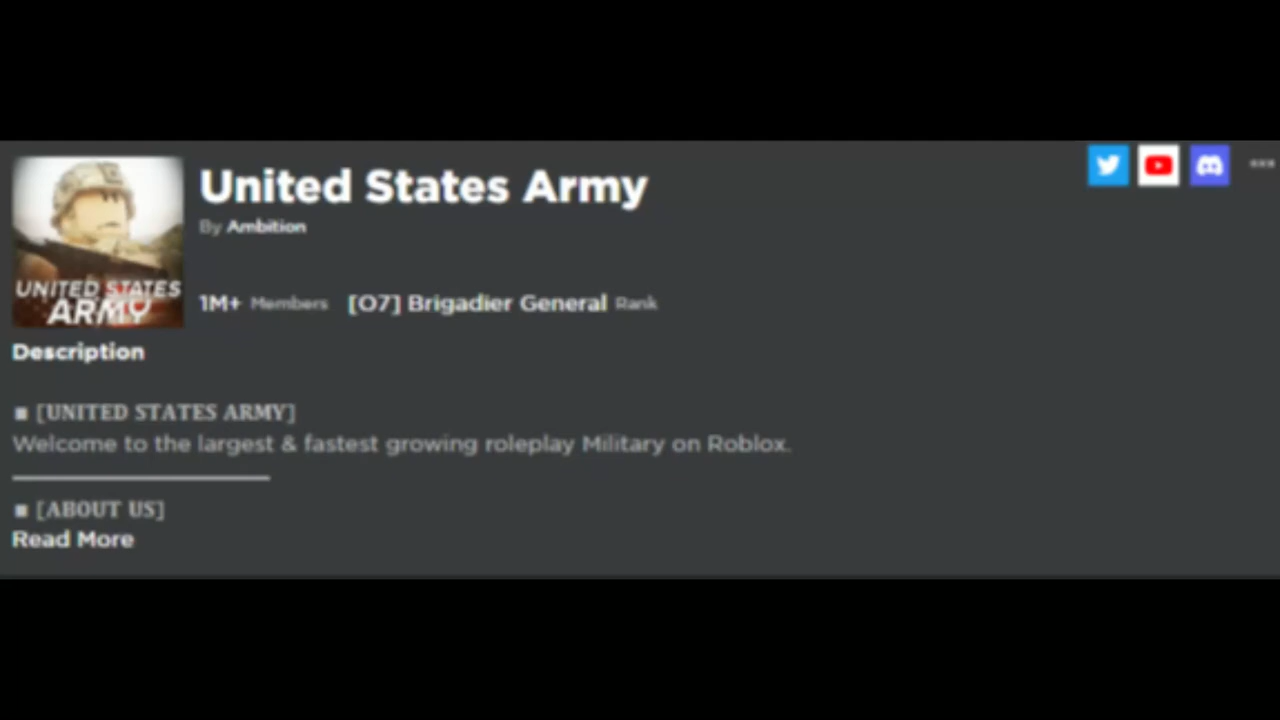 United States Army
By Ambition
UNITED STATES
ARMY
1M+ Members [O7] Brigadier General Rank
Description
■ [UNITED STATES ARMY]
Welcome to the largest & fastest growing roleplay Military on Roblox.
■ [ABOUT US]
Read More